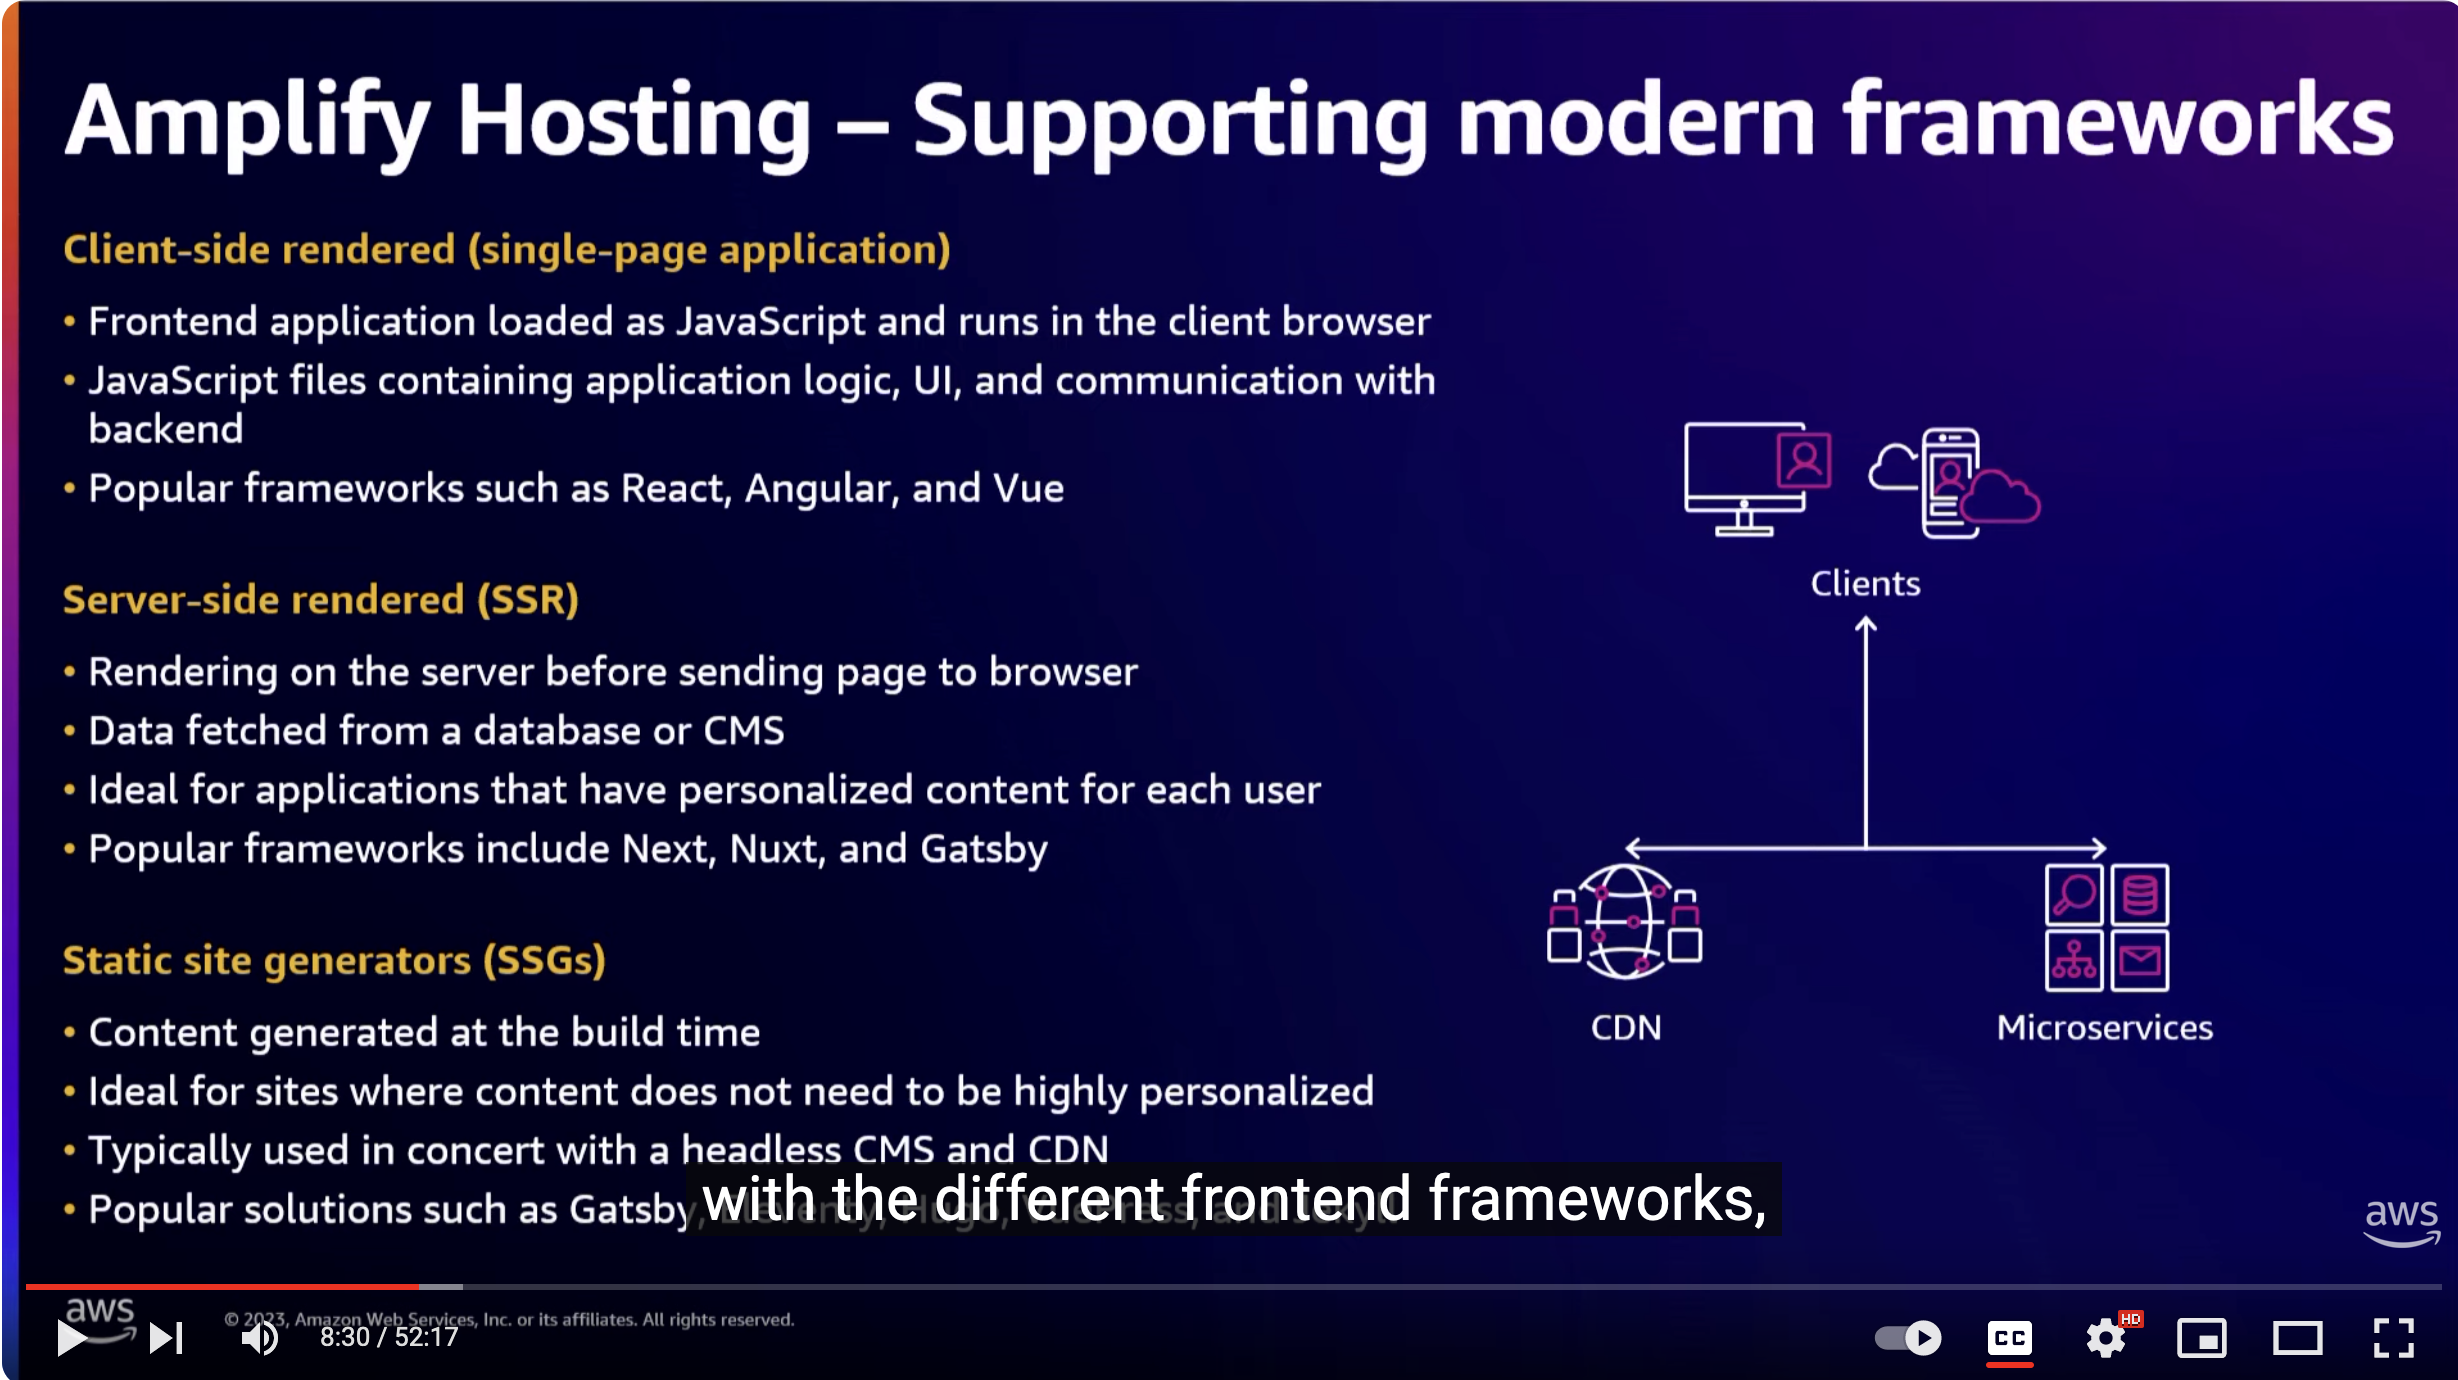 Amplify Hosting – Supporting modern frameworks
Client-side rendered (single-page application)
• Frontend application loaded as JavaScript and runs in the client browser
• JavaScript files containing application logic, UI, and communication with
backend
• Popular frameworks such as React, Angular, and Vue
Server-side rendered (SSR)
• Rendering on the server before sending page to browser
• Data fetched from a database or CMS
• Ideal for applications that have personalized content for each user
• Popular frameworks include Next, Nuxt, and Gatsby
Static site generators (SSGs)
• Content generated at the build time
• Ideal for sites where content does not need to be highly personalized
• Typically used in concert with a headless CMS and CDN
• Popular solutions such as Gatsby, Eleventy, Hugo, VuePress, and
Clients
CDN
Microservices
with the different frontend frameworks,
aws
aws
© 2023, Amazon Web Services, Inc. or its affiliates. All rights reserved.
8:30 / 52:17
CC
HD